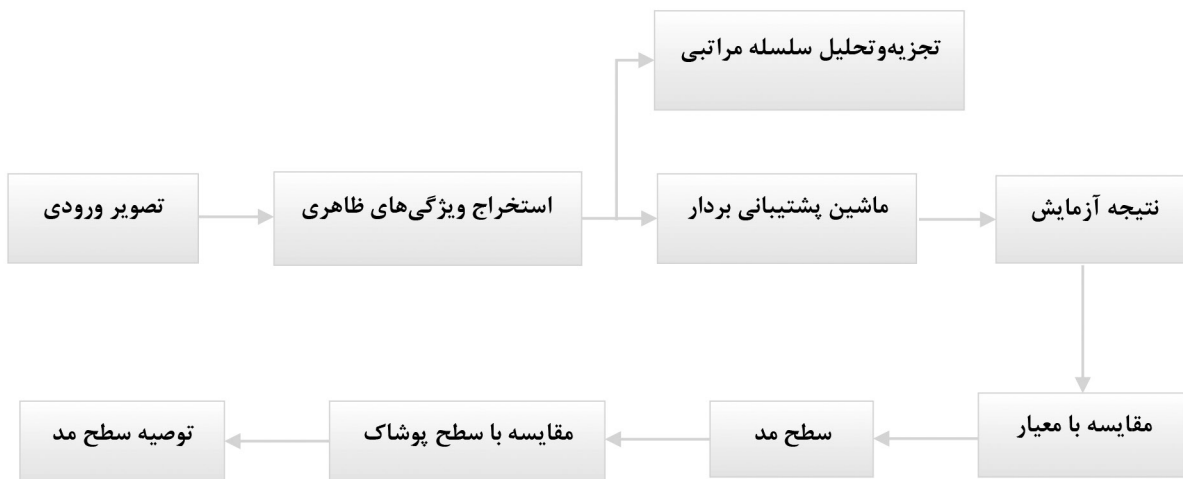 تجزیه‌وتحلیل سلسله مراتبی
تصویر ورودی
استخراج ویژگی‌های ظاهری
ماشین پشتیبانی بردار
نتیجه آزمایش
مقایسه با معیار
سطح مد
مقایسه با سطح پوشاک
توصیه سطح مد